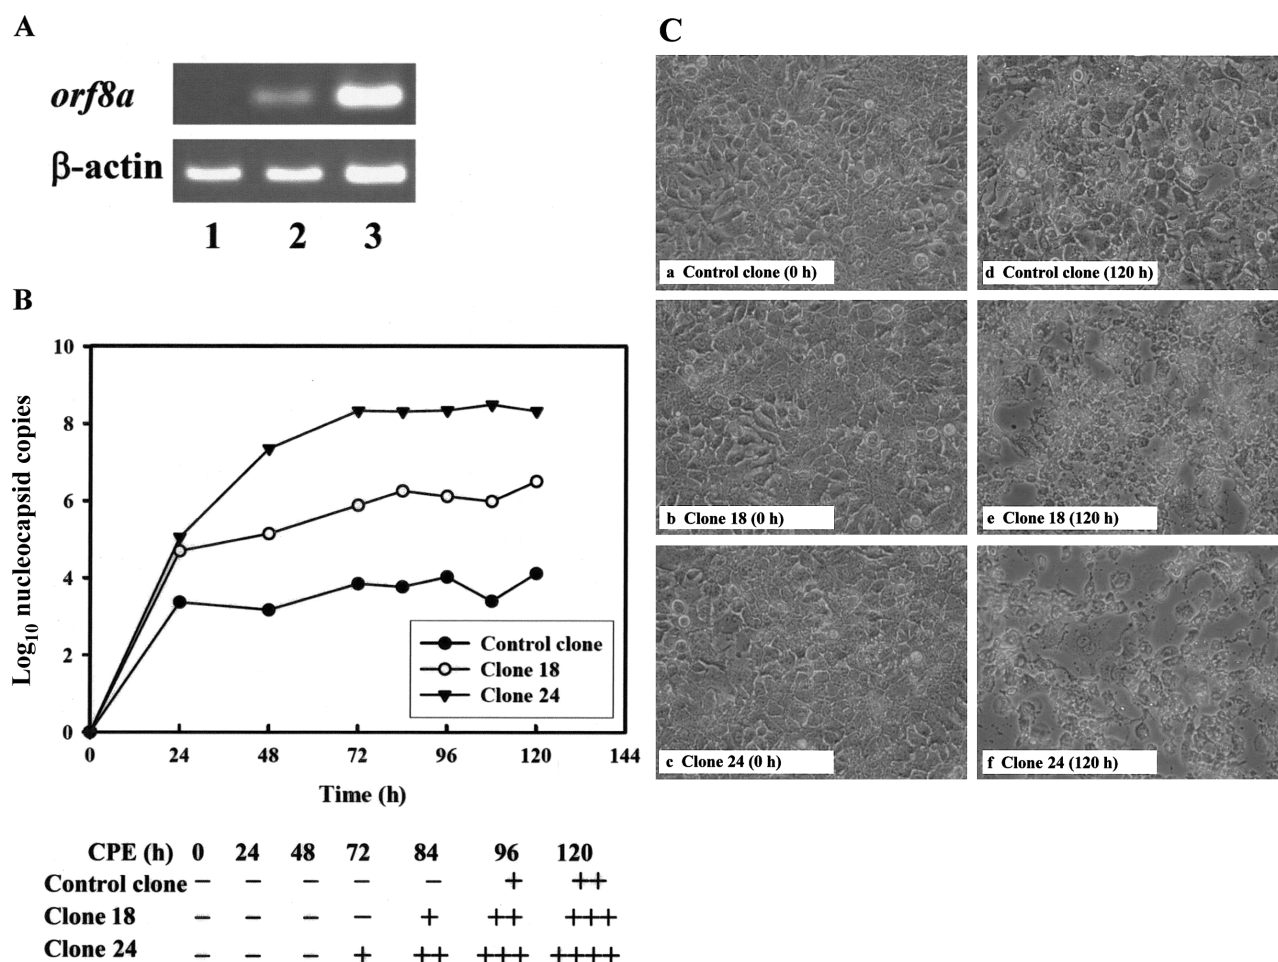 A
orf8a
β-actin
1 2 3
B
Log10 nucleocapsid copies
10
8
6
4
2
0
0 24 48 72 96 120 144
Time (h)
Control clone
Clone 18
Clone 24
CPE (h) 0 24 48 72 84 96 120
Control clone − − − − − + ++
Clone 18 − − − − + ++ +++
Clone 24 − − − + ++ +++ ++++
C
a Control clone (0 h)
d Control clone (120 h)
b Clone 18 (0 h)
e Clone 18 (120 h)
c Clone 24 (0 h)
f Clone 24 (120 h)